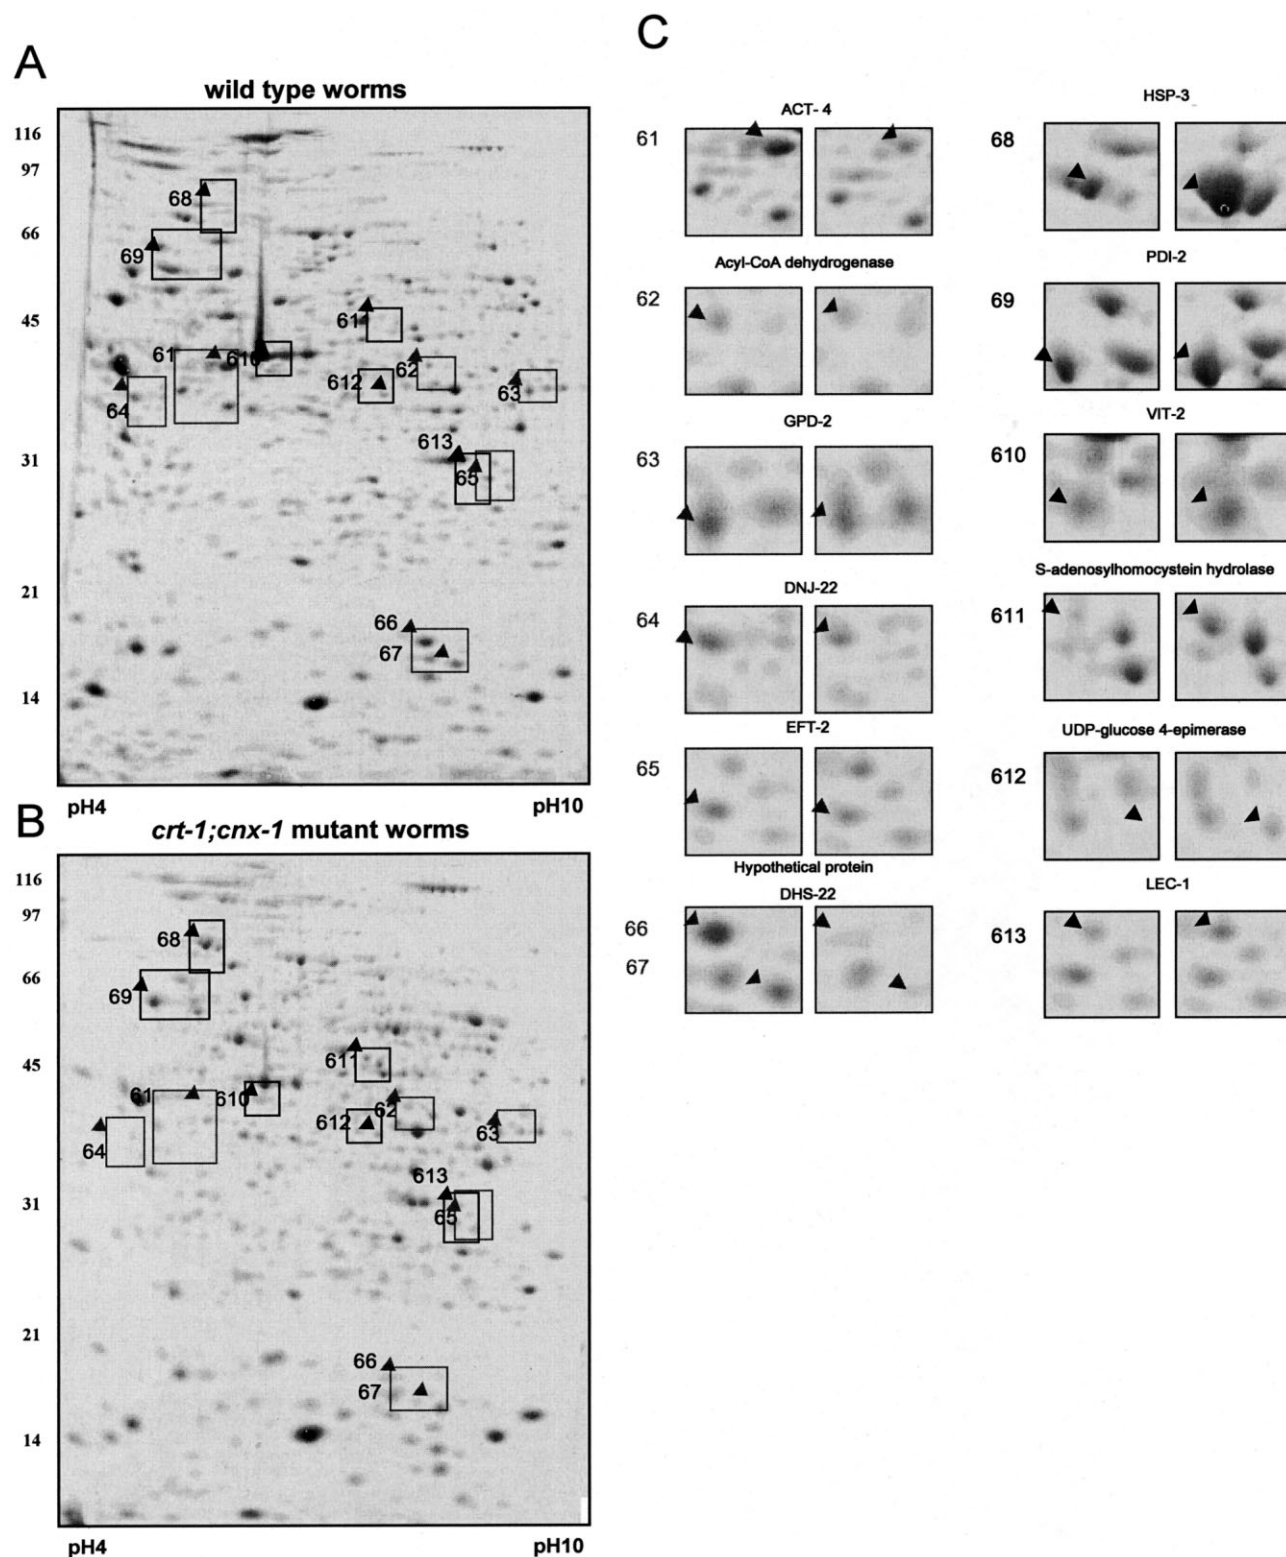 A
wild type worms
116
97
66
45
31
21
14
68
69
611
61
610
612
62
63
64
613
65
66
67
pH4
pH10
B
crt-1;cnx-1 mutant worms
116
97
66
45
31
21
14
68
69
611
61
610
612
62
63
64
613
65
66
67
pH4
pH10
C
ACT- 4
61
Acyl-CoA dehydrogenase
62
GPD-2
63
DNJ-22
64
EFT-2
65
Hypothetical protein
DHS-22
66
67
HSP-3
68
PDI-2
69
VIT-2
610
S-adenosylhomocystein hydrolase
611
UDP-glucose 4-epimerase
612
LEC-1
613